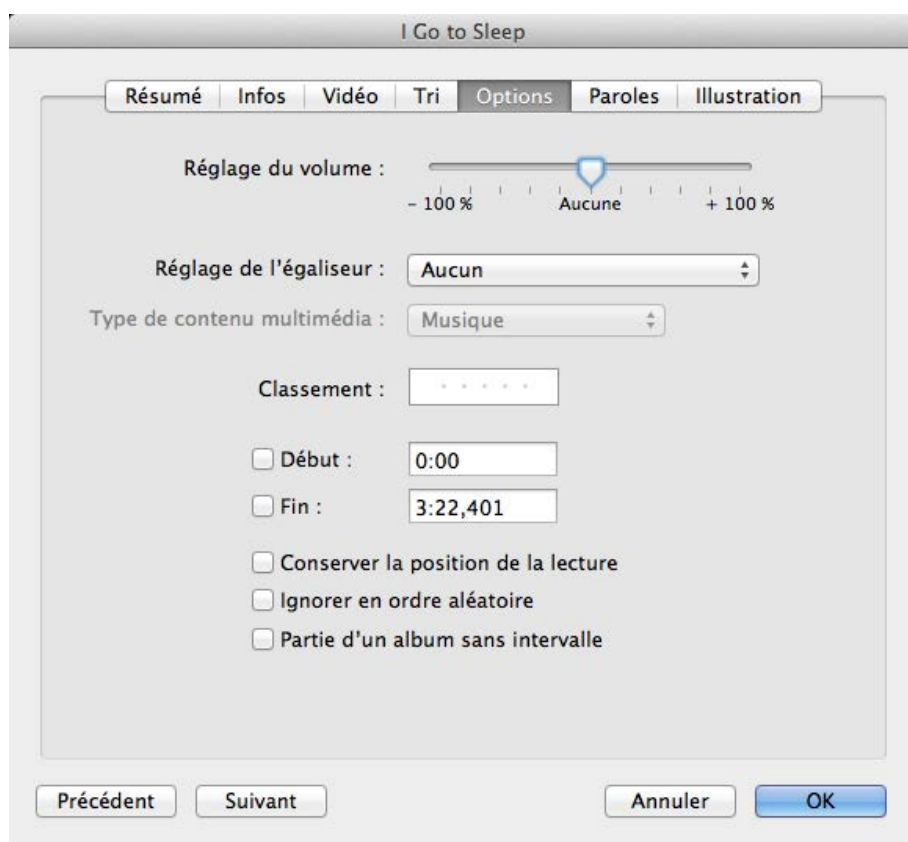 I Go to Sleep
Résumé Infos Vidéo Tri Options Paroles Illustration
Réglage du volume :
- 100 % Aucune + 100 %
Réglage de l'égaliseur : Aucun
Type de contenu multimédia : Musique
Classement :
Début : 0:00
Fin : 3:22,401
Conserver la position de la lecture
Ignorer en ordre aléatoire
Partie d'un album sans intervalle
Précédent Suivant Annuler OK